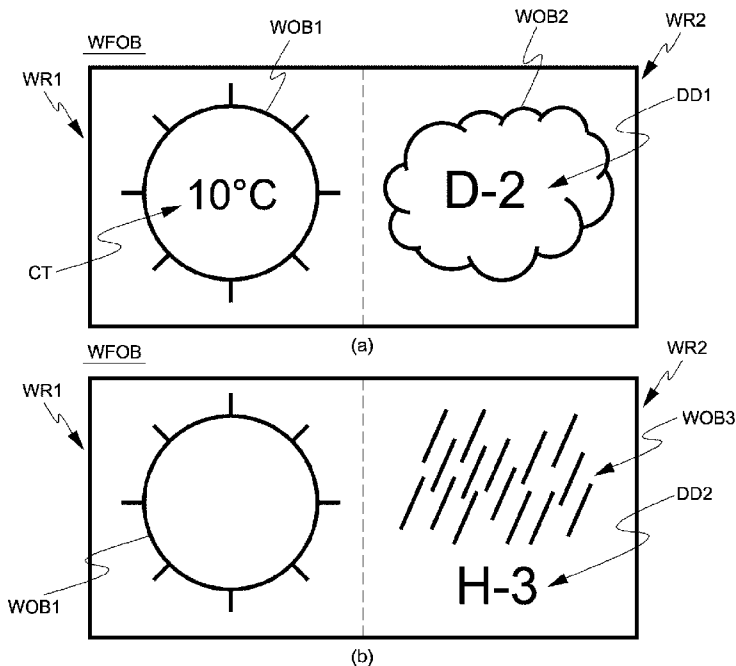 WFOB
WOB1
WOB2
WR2
WR1
DD1
10°C
D-2
CT
(a)
WFOB
WR2
WR1
WOB3
DD2
WOB1
H-3
(b)